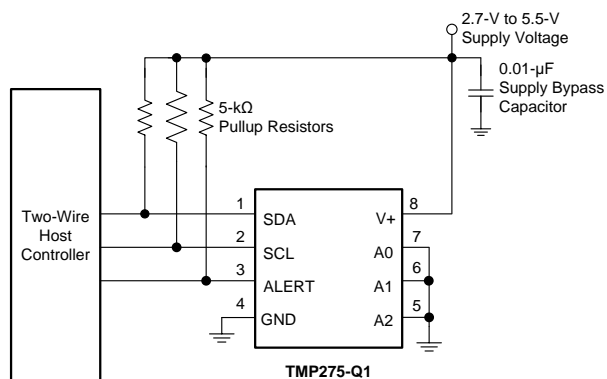 2.7-V to 5.5-V
Supply Voltage
0.01-µF
Supply Bypass
Capacitor
5-kΩ
Pullup Resistors
Two-Wire
Host
Controller
1
SDA
V+
8
2
SCL
A0
7
3
ALERT
A1
6
4
GND
A2
5
TMP275-Q1